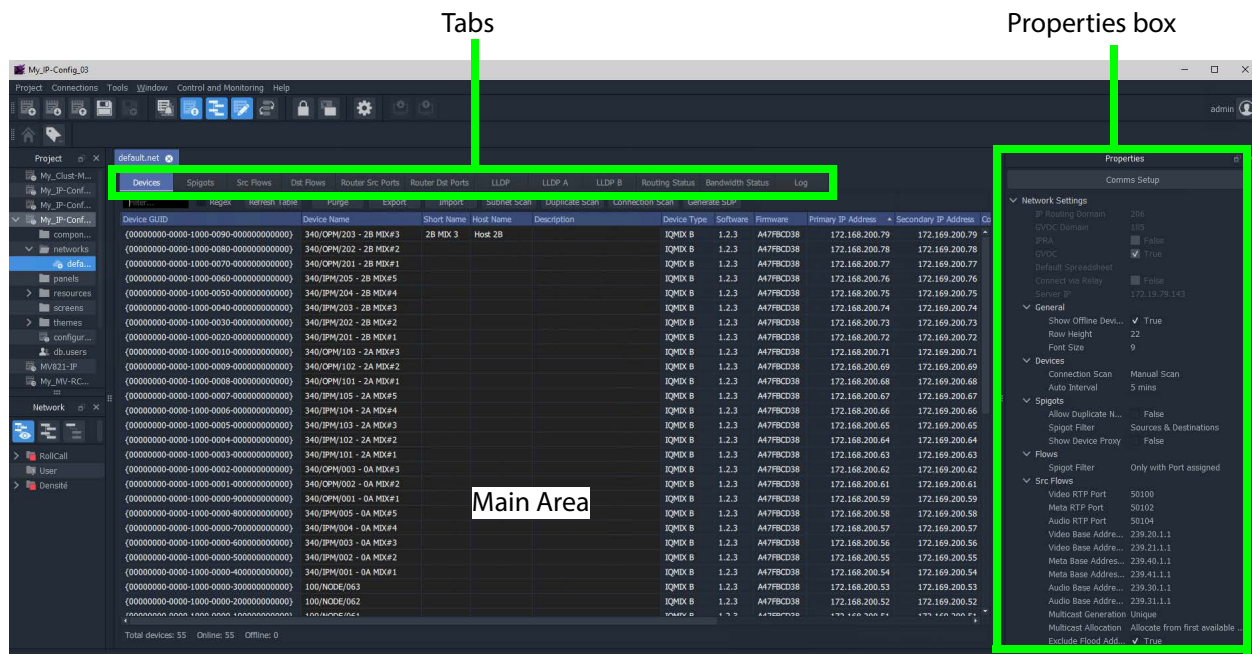 Tabs
Properties box
My_IP-Config_03
Project Connections Tools Window Control and Monitoring Help
admin
Project
default.net
Properties
Devices Spigots Src Flows Dst Flows Router Src Ports Router Dst Ports LLDP LLDP A LLDP B Routing Status Bandwidth Status Log
Comms Setup
Filter... Regex Refresh Table Purge Export Import Subnet Scan Duplicate Scan Connection Scan Generate SDP
Device GUID Device Name Short Name Host Name Description Device Type Software Firmware Primary IP Address Secondary IP Address Co
{00000000-0000-1000-0090-000000000000} 340/OPM/203 - 2B MIX#3 2B MIX 3 Host 2B IQMIX B 1.2.3 A47FBCD38 172.168.200.79 172.169.200.79
{00000000-0000-1000-0080-000000000000} 340/OPM/202 - 2B MIX#2 IQMIX B 1.2.3 A47FBCD38 172.168.200.78 172.169.200.78
{00000000-0000-1000-0070-000000000000} 340/OPM/201 - 2B MIX#1 IQMIX B 1.2.3 A47FBCD38 172.168.200.77 172.169.200.77
{00000000-0000-1000-0060-000000000000} 340/IPM/205 - 2B MIX#5 IQMIX B 1.2.3 A47FBCD38 172.168.200.76 172.169.200.76
{00000000-0000-1000-0050-000000000000} 340/IPM/204 - 2B MIX#4 IQMIX B 1.2.3 A47FBCD38 172.168.200.75 172.169.200.75
{00000000-0000-1000-0040-000000000000} 340/IPM/203 - 2B MIX#3 IQMIX B 1.2.3 A47FBCD38 172.168.200.74 172.169.200.74
{00000000-0000-1000-0030-000000000000} 340/IPM/202 - 2B MIX#2 IQMIX B 1.2.3 A47FBCD38 172.168.200.73 172.169.200.73
{00000000-0000-1000-0020-000000000000} 340/IPM/201 - 2B MIX#1 IQMIX B 1.2.3 A47FBCD38 172.168.200.72 172.169.200.72
{00000000-0000-1000-0010-000000000000} 340/OPM/103 - 2A MIX#3 IQMIX B 1.2.3 A47FBCD38 172.168.200.71 172.169.200.71
{00000000-0000-1000-0009-000000000000} 340/OPM/102 - 2A MIX#2 IQMIX B 1.2.3 A47FBCD38 172.168.200.69 172.169.200.69
{00000000-0000-1000-0008-000000000000} 340/OPM/101 - 2A MIX#1 IQMIX B 1.2.3 A47FBCD38 172.168.200.68 172.169.200.68
{00000000-0000-1000-0007-000000000000} 340/IPM/105 - 2A MIX#5 IQMIX B 1.2.3 A47FBCD38 172.168.200.67 172.169.200.67
{00000000-0000-1000-0006-000000000000} 340/IPM/104 - 2A MIX#4 IQMIX B 1.2.3 A47FBCD38 172.168.200.66 172.169.200.66
{00000000-0000-1000-0005-000000000000} 340/IPM/103 - 2A MIX#3 IQMIX B 1.2.3 A47FBCD38 172.168.200.65 172.169.200.65
{00000000-0000-1000-0004-000000000000} 340/IPM/102 - 2A MIX#2 IQMIX B 1.2.3 A47FBCD38 172.168.200.64 172.169.200.64
{00000000-0000-1000-0003-000000000000} 340/IPM/101 - 2A MIX#1 IQMIX B 1.2.3 A47FBCD38 172.168.200.63 172.169.200.63
{00000000-0000-1000-0002-000000000000} 340/OPM/003 - 0A MIX#3 IQMIX B 1.2.3 A47FBCD38 172.168.200.62 172.169.200.62
{00000000-0000-1000-0001-000000000000} 340/OPM/002 - 0A MIX#2 IQMIX B 1.2.3 A47FBCD38 172.168.200.61 172.169.200.61
{00000000-0000-1000-0000-900000000000} 340/OPM/001 - 0A MIX#1 IQMIX B 1.2.3 A47FBCD38 172.168.200.59 172.169.200.59
{00000000-0000-1000-0000-800000000000} 340/IPM/005 - 0A MIX#5 IQMIX B 1.2.3 A47FBCD38 172.168.200.58 172.169.200.58
{00000000-0000-1000-0000-700000000000} 340/IPM/004 - 0A MIX#4 IQMIX B 1.2.3 A47FBCD38 172.168.200.57 172.169.200.57
{00000000-0000-1000-0000-600000000000} 340/IPM/003 - 0A MIX#3 IQMIX B 1.2.3 A47FBCD38 172.168.200.56 172.169.200.56
{00000000-0000-1000-0000-500000000000} 340/IPM/002 - 0A MIX#2 IQMIX B 1.2.3 A47FBCD38 172.168.200.55 172.169.200.55
{00000000-0000-1000-0000-400000000000} 340/IPM/001 - 0A MIX#1 IQMIX B 1.2.3 A47FBCD38 172.168.200.54 172.169.200.54
{00000000-0000-1000-0000-300000000000} 100/NODE/063 IQMIX B 1.2.3 A47FBCD38 172.168.200.53 172.169.200.53
{00000000-0000-1000-0000-200000000000} 100/NODE/062 IQMIX B 1.2.3 A47FBCD38 172.168.200.52 172.169.200.52
Main Area
Total devices: 55 Online: 55 Offline: 0
My_Clust-M...
My_IP-Conf...
My_IP-Conf...
My_IP-Conf...
compon...
networks
defa...
panels
resources
screens
themes
configur...
db.users
MV821-IP
My_MV-RC...
Network
RollCall
User
Densité
Network Settings
IP Routing Domain 206
GVOC Domain 185
IPRA False
GVOC True
Default Spreadsheet
Connect via Relay False
Server IP 172.19.79.143
General
Show Offline Devi... True
Row Height 22
Font Size 9
Devices
Connection Scan Manual Scan
Auto Interval 5 mins
Spigots
Allow Duplicate N... False
Spigot Filter Sources & Destinations
Show Device Proxy False
Flows
Spigot Filter Only with Port assigned
Src Flows
Video RTP Port 50100
Meta RTP Port 50102
Audio RTP Port 50104
Video Base Addre... 239.20.1.1
Video Base Addre... 239.21.1.1
Meta Base Addres... 239.40.1.1
Meta Base Addres... 239.41.1.1
Audio Base Addre... 239.30.1.1
Audio Base Addre... 239.31.1.1
Multicast Generation Unique
Multicast Allocation Allocate from first available ...
Exclude Flood Add... True